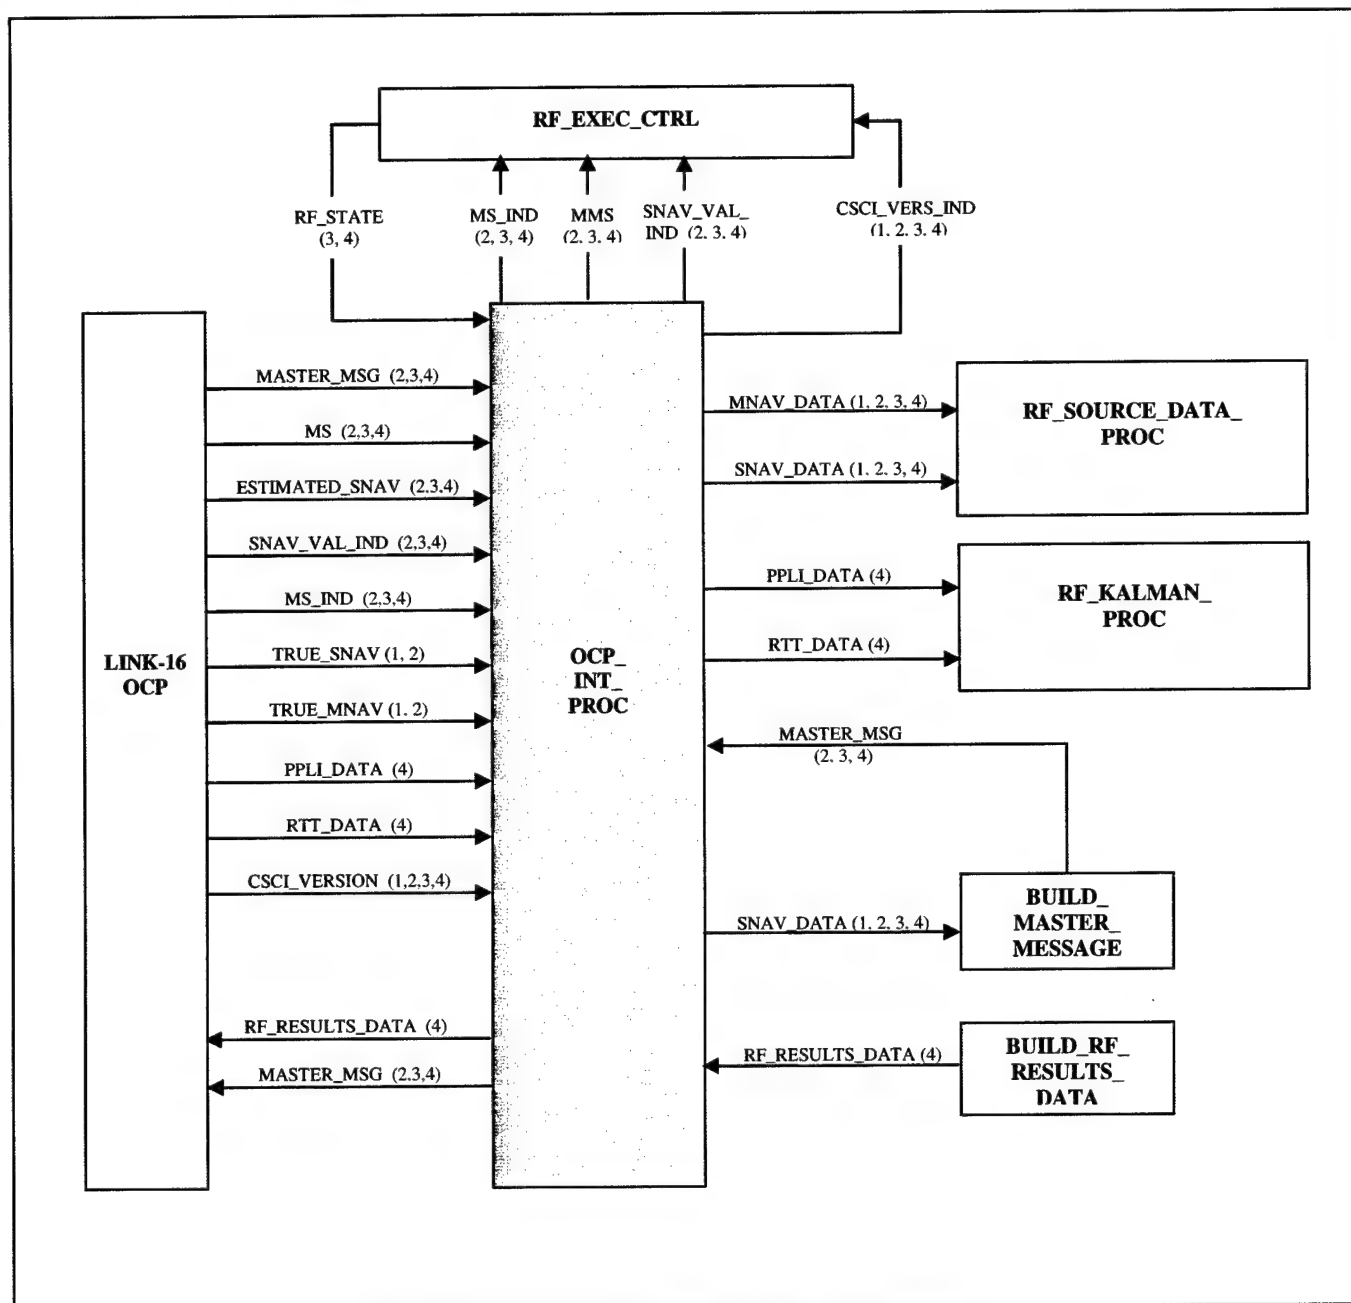 RF_EXEC_CTRL
RF_STATE
(3, 4)
MS_IND
(2, 3, 4)
MMS
(2. 3. 4)
SNAV_VAL_
IND (2. 3. 4)
CSCI_VERS_IND
(1. 2. 3. 4)
LINK-16
OCP
MASTER_MSG (2,3,4)
MS (2,3,4)
ESTIMATED_SNAV (2,3,4)
SNAV_VAL_IND (2,3,4)
MS_IND (2,3,4)
TRUE_SNAV (1, 2)
TRUE_MNAV (1. 2)
PPLI_DATA (4)
RTT_DATA (4)
CSCI_VERSION (1,2,3,4)
RF_RESULTS_DATA (4)
MASTER_MSG (2.3,4)
OCP_
INT_
PROC
MNAV_DATA (1. 2. 3, 4)
SNAV_DATA (1. 2. 3, 4)
RF_SOURCE_DATA_
PROC
PPLI_DATA (4)
RTT_DATA (4)
RF_KALMAN_
PROC
MASTER_MSG
(2. 3, 4)
SNAV_DATA (1. 2. 3, 4)
BUILD_
MASTER_
MESSAGE
RF_RESULTS_DATA (4)
BUILD_RF_
RESULTS_
DATA